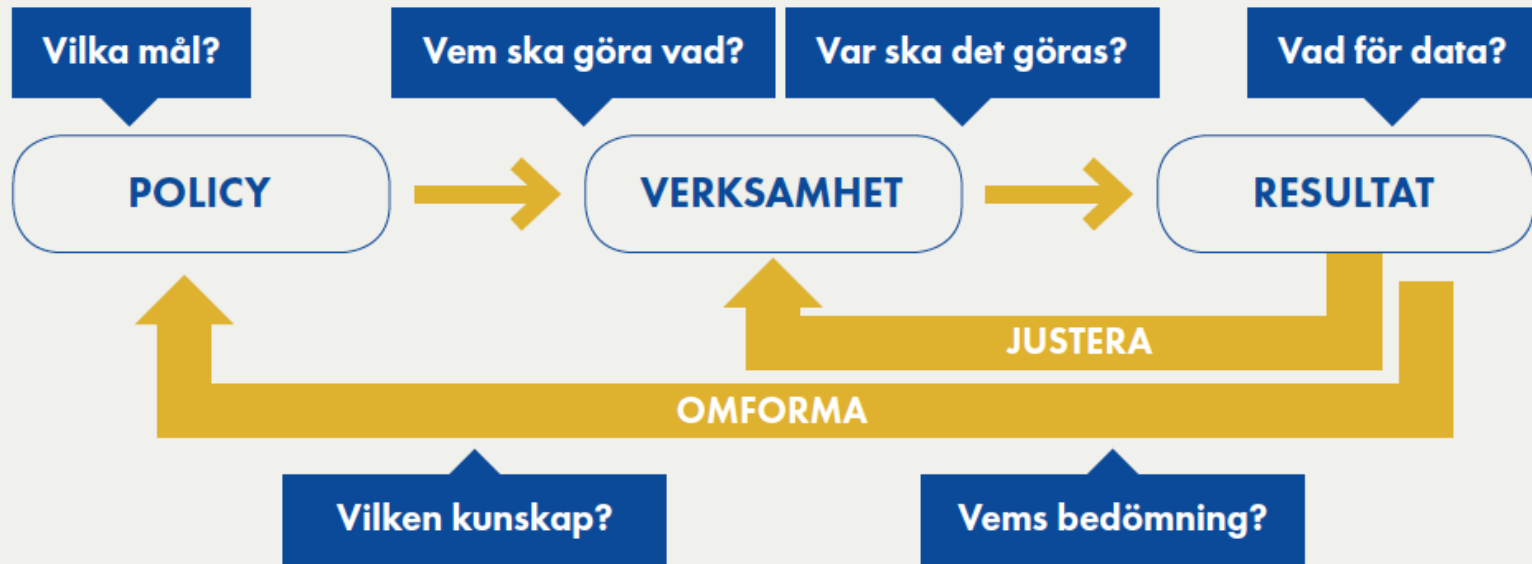 Vilka mål?
Vem ska göra vad?
Var ska det göras?
Vad för data?
POLICY
VERKSAMHET
RESULTAT
JUSTERA
OMFORMA
Vilken kunskap?
Vems bedömning?